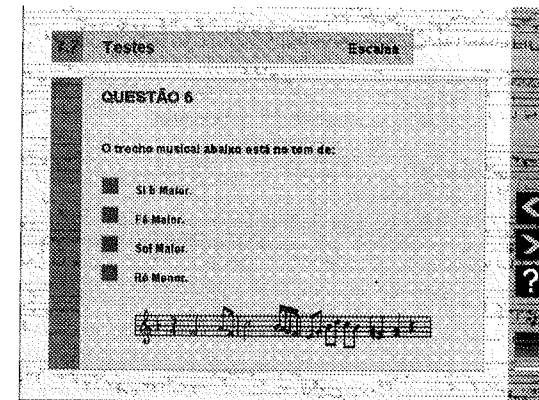 7.7 Testes Escalas
QUESTÃO 6
O trecho musical abaixo está no tom de:
Si b Maior.
Fá Maior.
Sol Maior.
Ré Menor.
?